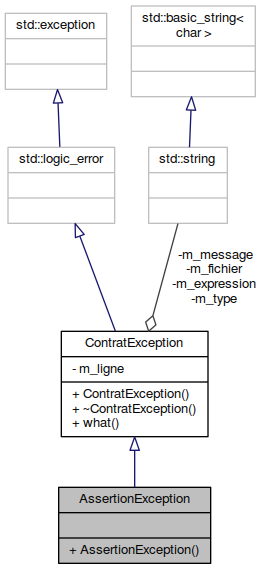 std::exception
std::basic_string<
char >
std::logic_error
std::string
-m_message
-m_fichier
-m_expression
-m_type
ContratException
- m_ligne
+ ContratException()
+ ~ContratException()
+ what()
AssertionException
+ AssertionException()